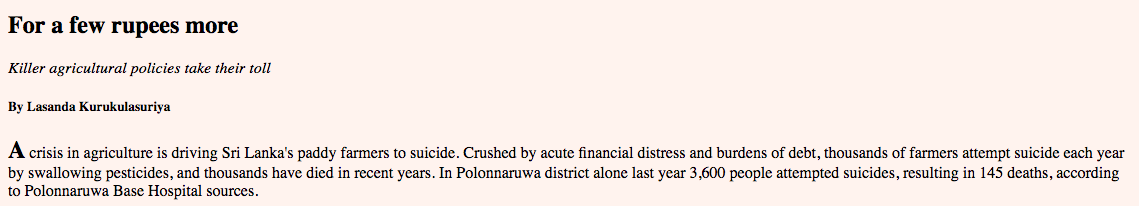 For a few rupees more
Killer agricultural policies take their toll
By Lasanda Kurukulasuriya
A crisis in agriculture is driving Sri Lanka's paddy farmers to suicide. Crushed by acute financial distress and burdens of debt, thousands of farmers attempt suicide each year
by swallowing pesticides, and thousands have died in recent years. In Polonnaruwa district alone last year 3,600 people attempted suicides, resulting in 145 deaths, according
to Polonnaruwa Base Hospital sources.